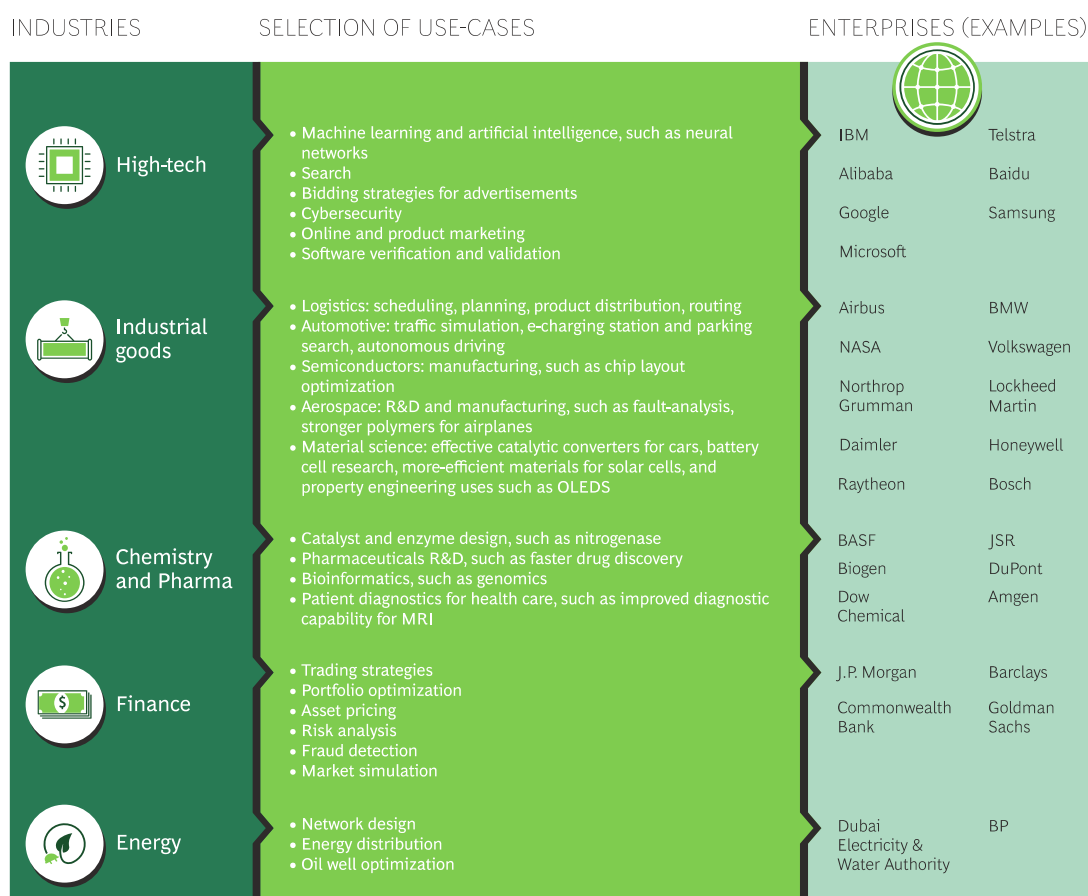 INDUSTRIES
SELECTION OF USE-CASES
ENTERPRISES (EXAMPLES)
High-tech
• Machine learning and artificial intelligence, such as neural
networks
• Search
• Bidding strategies for advertisements
• Cybersecurity
• Online and product marketing
• Software verification and validation
IBM
Telstra
Alibaba
Baidu
Google
Samsung
Microsoft
Industrial
goods
• Logistics: scheduling, planning, product distribution, routing
• Automotive: traffic simulation, e-charging station and parking
search, autonomous driving
• Semiconductors: manufacturing, such as chip layout
optimization
• Aerospace: R&D and manufacturing, such as fault-analysis,
stronger polymers for airplanes
• Material science: effective catalytic converters for cars, battery
cell research, more-efficient materials for solar cells, and
property engineering uses such as OLEDS
Airbus
BMW
NASA
Volkswagen
Northrop
Grumman
Lockheed
Martin
Daimler
Honeywell
Raytheon
Bosch
Chemistry
and Pharma
• Catalyst and enzyme design, such as nitrogenase
• Pharmaceuticals R&D, such as faster drug discovery
• Bioinformatics, such as genomics
• Patient diagnostics for health care, such as improved diagnostic
capability for MRI
BASF
JSR
Biogen
DuPont
Dow
Chemical
Amgen
Finance
$
• Trading strategies
• Portfolio optimization
• Asset pricing
• Risk analysis
• Fraud detection
• Market simulation
J.P. Morgan
Barclays
Commonwealth
Bank
Goldman
Sachs
Energy
• Network design
• Energy distribution
• Oil well optimization
Dubai
Electricity &
Water Authority
BP